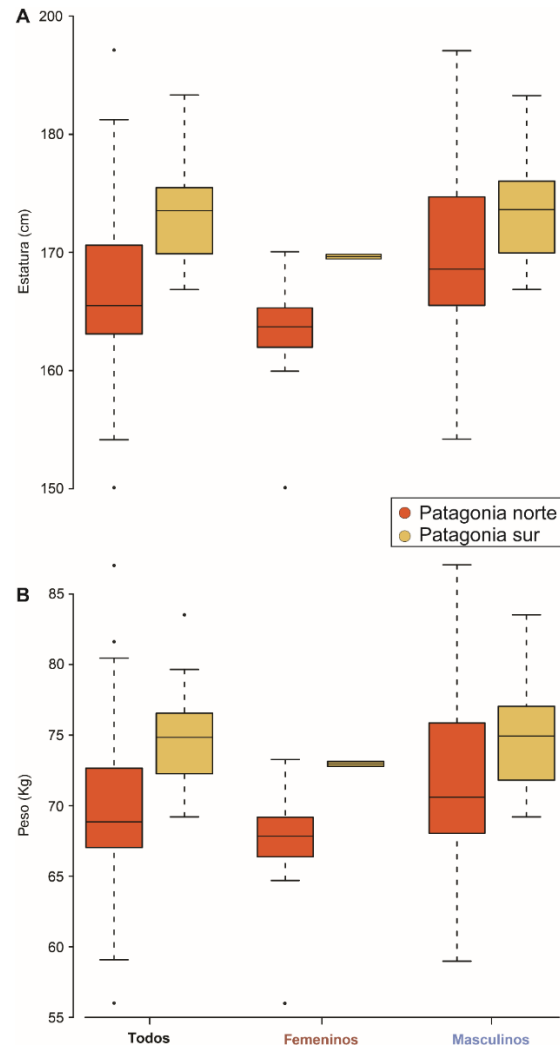 A
200
180
170
160
150
Estatura (cm)
Patagonia norte
Patagonia sur
B
85
80
75
70
65
60
55
Peso (Kg)
Todos
Femeninos
Masculinos